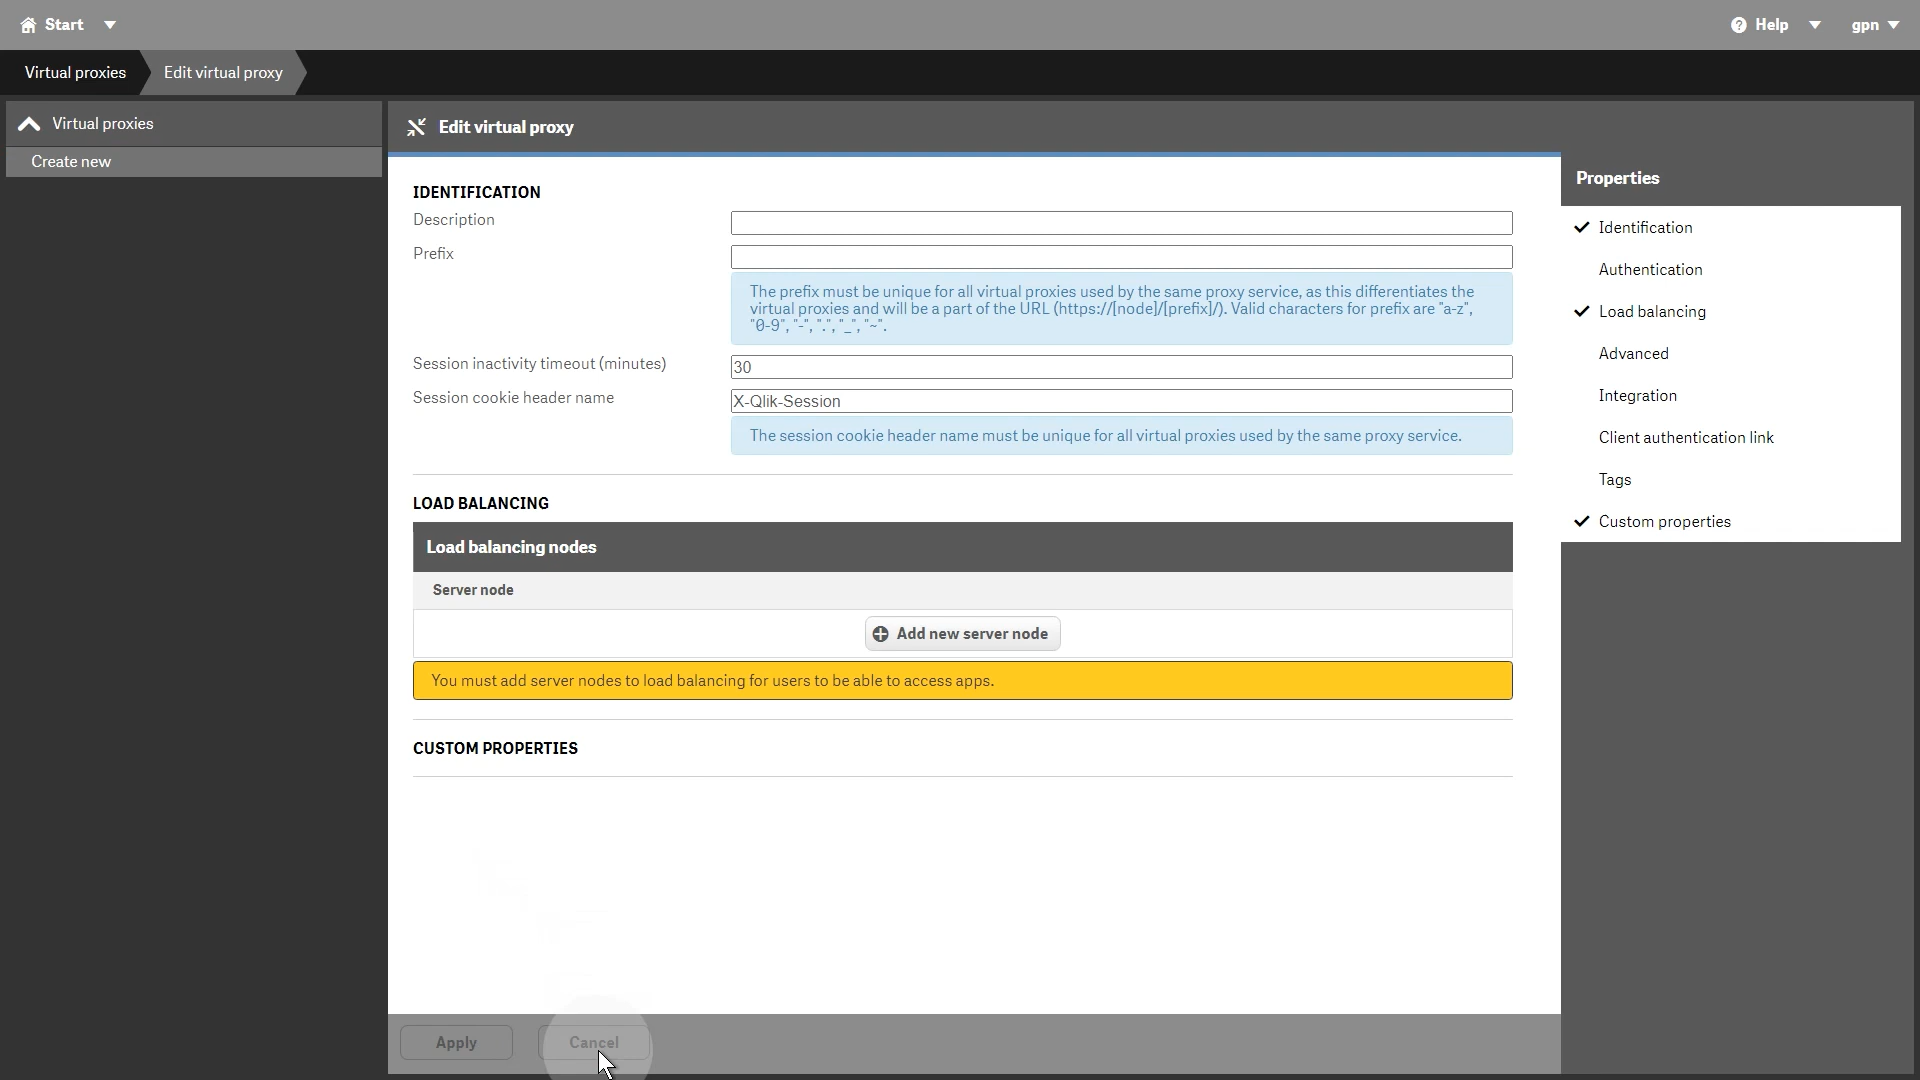 Start
Help
gpn
Virtual proxies
Edit virtual proxy
Virtual proxies
Create new
Edit virtual proxy
IDENTIFICATION
Description
Prefix
The prefix must be unique for all virtual proxies used by the same proxy service, as this differentiates the
virtual proxies and will be a part of the URL (https://[node]/[prefix]/). Valid characters for prefix are "a-z",
"0-9", "-", ".", "_", "~".
Session inactivity timeout (minutes)
30
Session cookie header name
X-Qlik-Session
The session cookie header name must be unique for all virtual proxies used by the same proxy service.
LOAD BALANCING
Load balancing nodes
Server node
Add new server node
You must add server nodes to load balancing for users to be able to access apps.
CUSTOM PROPERTIES
Apply
Cancel
Properties
Identification
Authentication
Load balancing
Advanced
Integration
Client authentication link
Tags
Custom properties